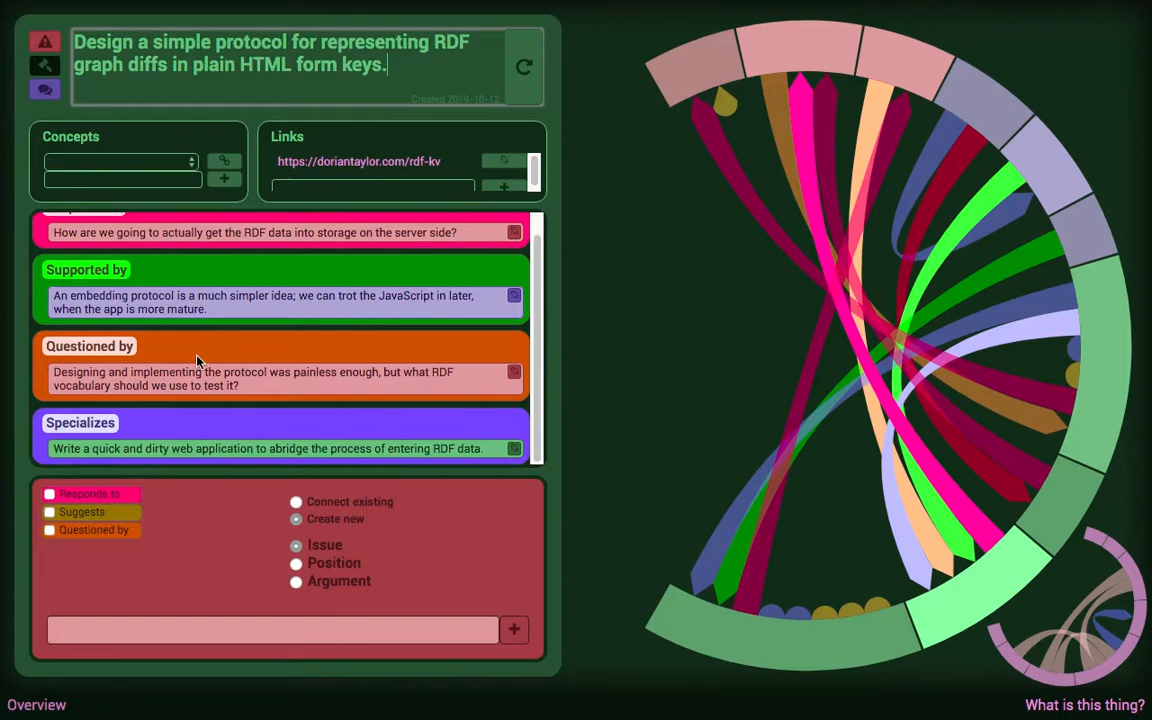 Design a simple protocol for representing RDF
graph diffs in plain HTML form keys.
Created 2019-10-12
Concepts
Links
https://doriantaylor.com/rdf-kv
How are we going to actually get the RDF data into storage on the server side?
Supported by
An embedding protocol is a much simpler idea; we can trot the JavaScript in later,
when the app is more mature.
Questioned by
Designing and implementing the protocol was painless enough, but what RDF
vocabulary should we use to test it?
Specializes
Write a quick and dirty web application to abridge the process of entering RDF data.
Responds to
Suggests
Questioned by
Connect existing
Create new
Issue
Position
Argument
+
Overview
What is this thing?